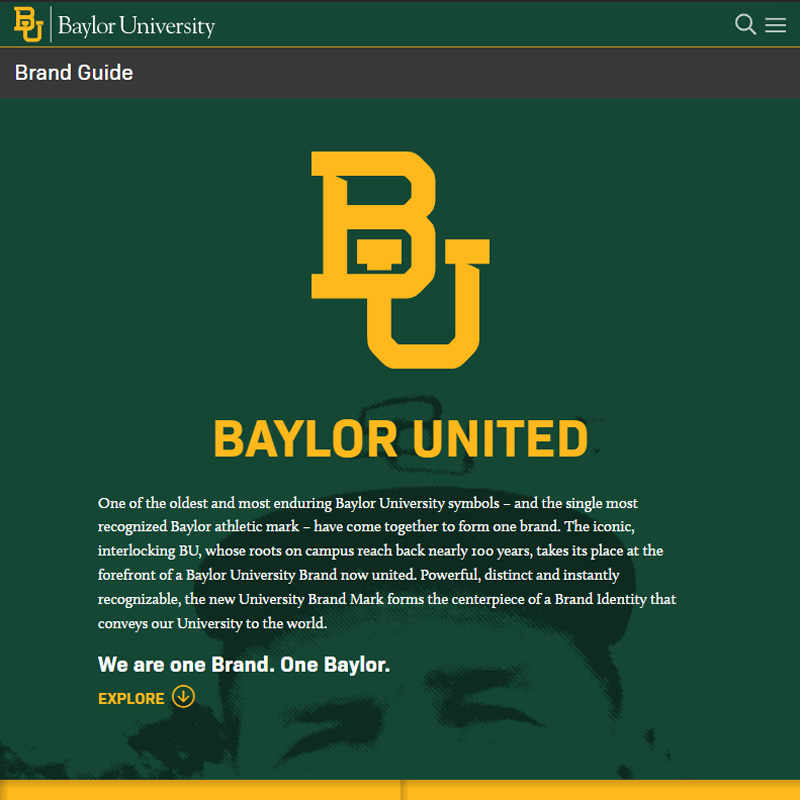 BU Baylor University
Brand Guide
BU
BAYLOR UNITED
One of the oldest and most enduring Baylor University symbols – and the single most
recognized Baylor athletic mark – have come together to form one brand. The iconic,
interlocking BU, whose roots on campus reach back nearly 100 years, takes its place at the
forefront of a Baylor University Brand now united. Powerful, distinct and instantly
recognizable, the new University Brand Mark forms the centerpiece of a Brand Identity that
conveys our University to the world.
We are one Brand. One Baylor.
EXPLORE